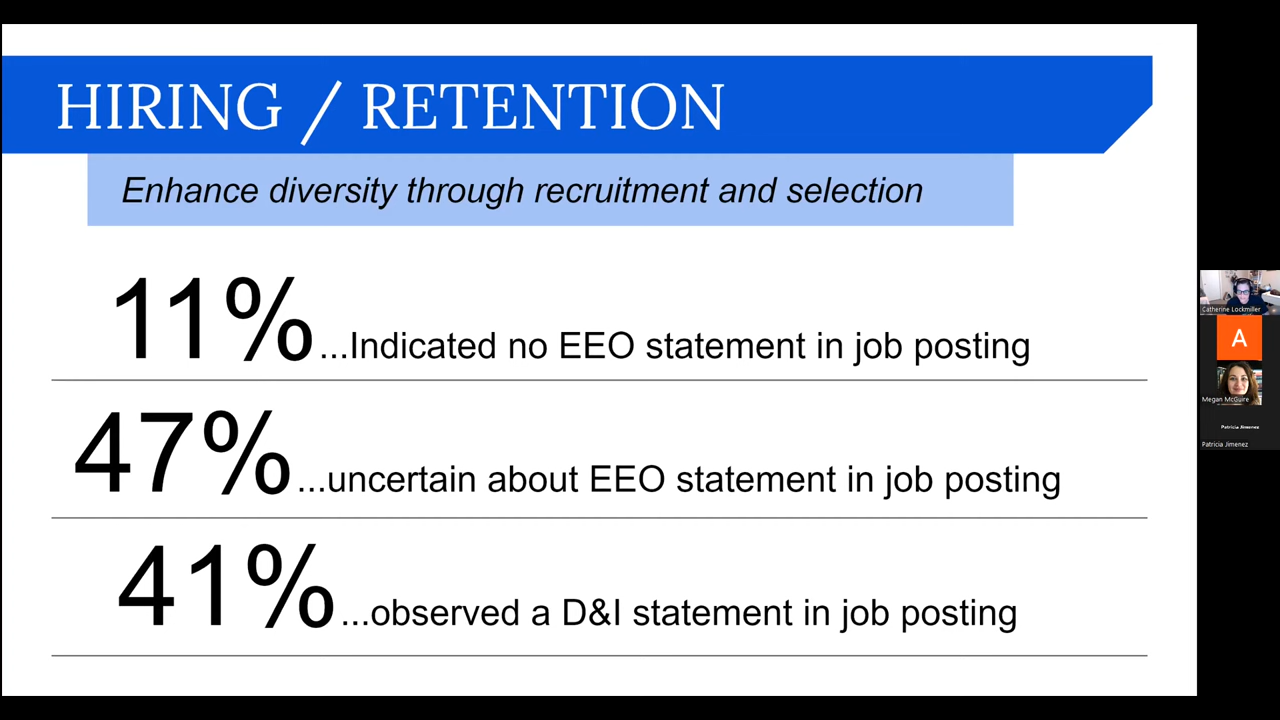 HIRING / RETENTION
Enhance diversity through recruitment and selection
11% ...Indicated no EEO statement in job posting
47% ...uncertain about EEO statement in job posting
41% ...observed a D&I statement in job posting
Catherine Lockmiller
A
Megan McGuire
Patricia Jimenez
Patricia Jimenez